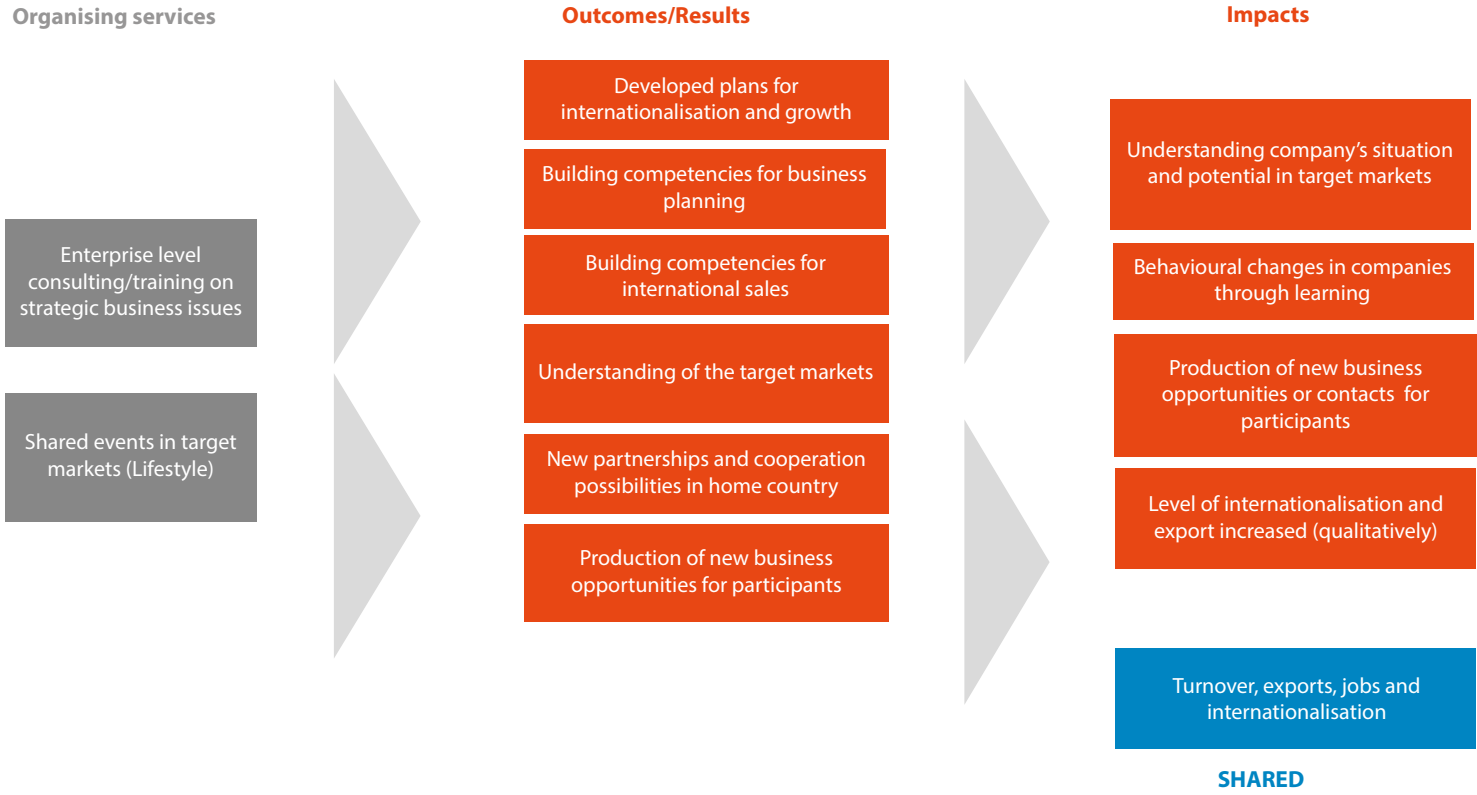 Organising services
Enterprise level
consulting/training on
strategic business issues
Shared events in target
markets (Lifestyle)
Outcomes/Results
Developed plans for
internationalisation and growth
Building competencies for business
planning
Building competencies for
international sales
Understanding of the target markets
New partnerships and cooperation
possibilities in home country
Production of new business
opportunities for participants
Impacts
Understanding company’s situation
and potential in target markets
Behavioural changes in companies
through learning
Production of new business
opportunities or contacts for
participants
Level of internationalisation and
export increased (qualitatively)
Turnover, exports, jobs and
internationalisation
SHARED